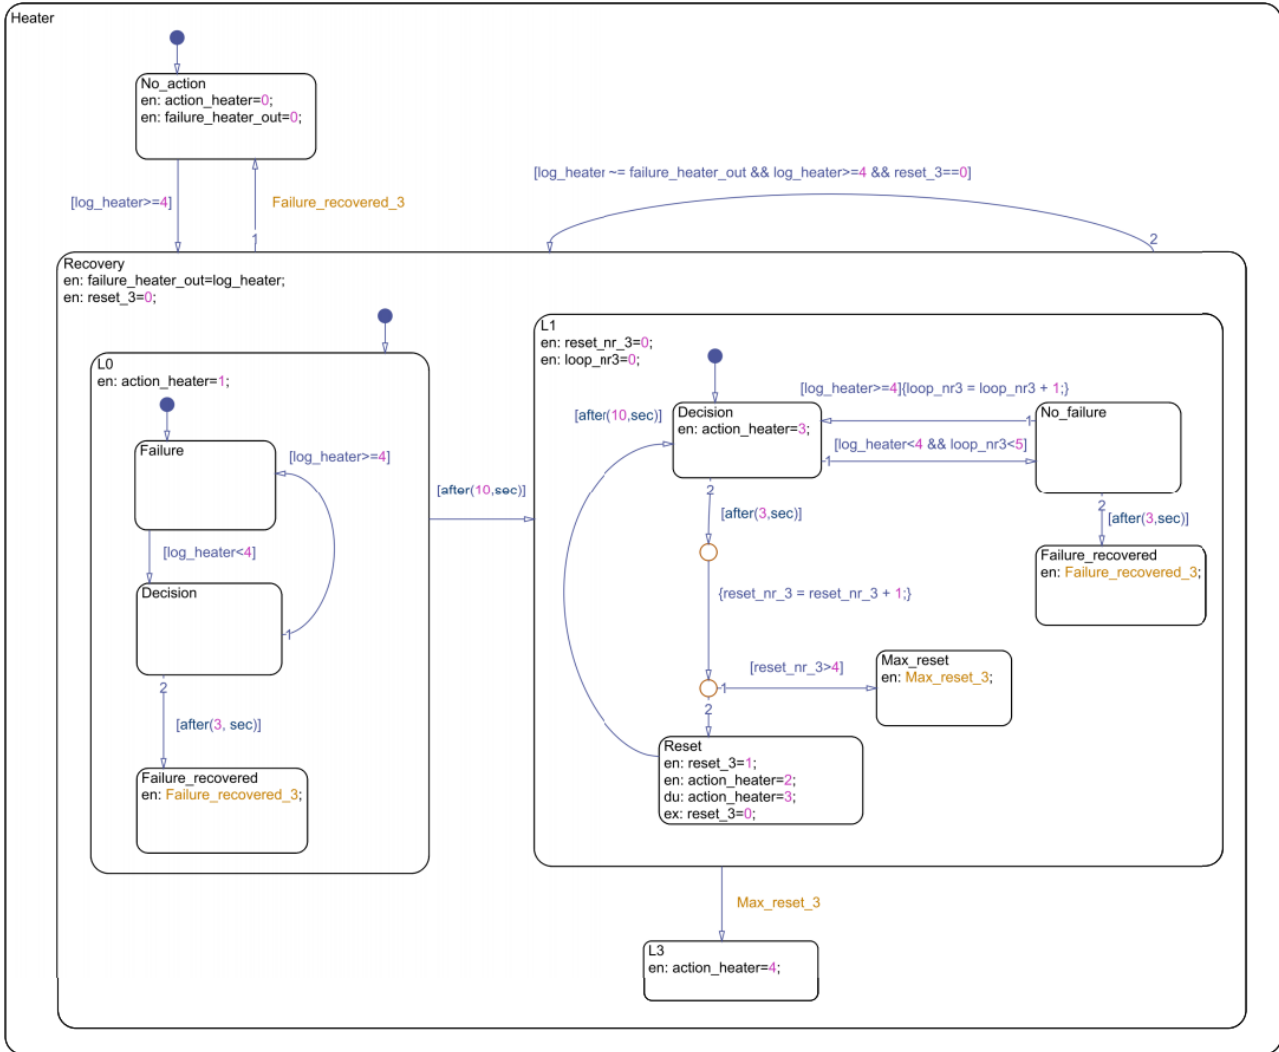 Heater
No_action
en: action_heater=0;
en: failure_heater_out=0;
[log_heater>=4]
Failure_recovered_3
1
[log_heater ~= failure_heater_out && log_heater>=4 && reset_3==0]
2
Recovery
en: failure_heater_out=log_heater;
en: reset_3=0;
L0
en: action_heater=1;
Failure
[log_heater>=4]
[log_heater<4]
Decision
1
2
[after(3, sec)]
Failure_recovered
en: Failure_recovered_3;
[after(10,sec)]
L1
en: reset_nr_3=0;
en: loop_nr3=0;
[after(10,sec)]
Decision
en: action_heater=3;
[log_heater>=4]{loop_nr3 = loop_nr3 + 1;}
1
[log_heater<4 && loop_nr3<5]
1
No_failure
2
[after(3,sec)]
2
[after(3,sec)]
Failure_recovered
en: Failure_recovered_3;
{reset_nr_3 = reset_nr_3 + 1;}
[reset_nr_3>4]
1
2
Max_reset
en: Max_reset_3;
Reset
en: reset_3=1;
en: action_heater=2;
du: action_heater=3;
ex: reset_3=0;
Max_reset_3
L3
en: action_heater=4;